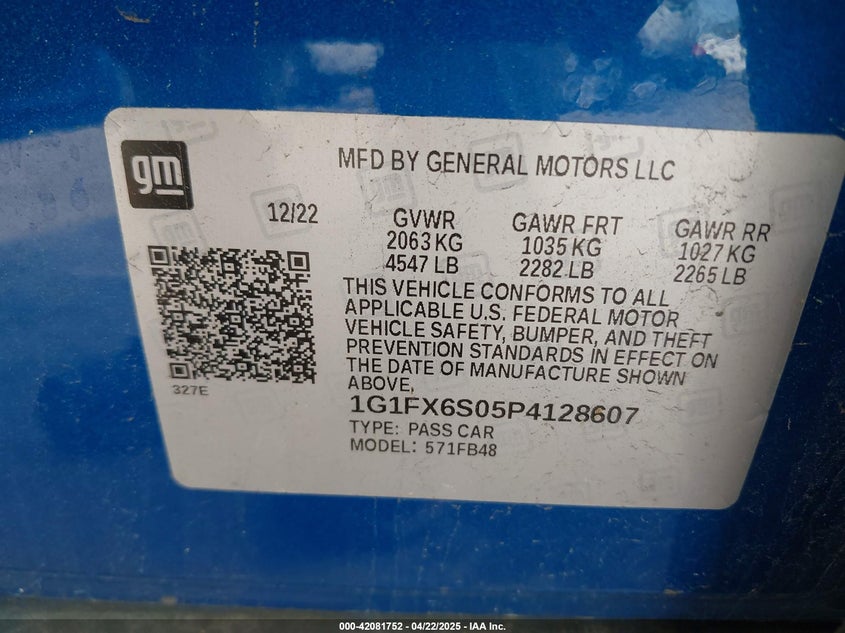 gm
MFD BY GENERAL MOTORS LLC
12/22
GVWR
2063 KG
4547 LB
GAWR FRT
1035 KG
2282 LB
GAWR RR
1027 KG
2265 LB
THIS VEHICLE CONFORMS TO ALL
APPLICABLE U.S. FEDERAL MOTOR
VEHICLE SAFETY, BUMPER, AND THEFT
PREVENTION STANDARDS IN EFFECT ON
THE DATE OF MANUFACTURE SHOWN
ABOVE,
327E
1G1FX6S05P4128607
TYPE: PASS CAR
MODEL: 571FB48
000-42081752 - 04/22/2025 - IAA Inc.